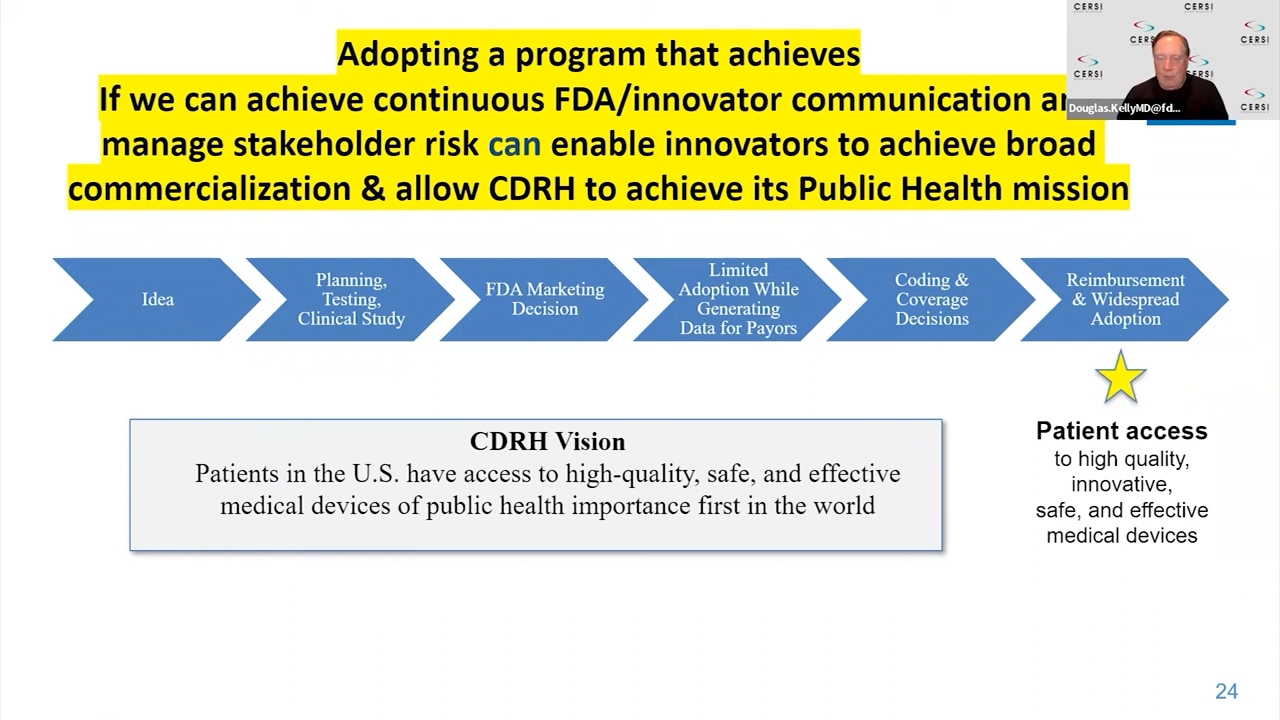 Adopting a program that achieves
If we can achieve continuous FDA/innovator communication
manage stakeholder risk can enable innovators to achieve broad
commercialization & allow CDRH to achieve its Public Health mission
CERSI
CERSI
CERSI
CERSI
CERSI
CERSI
CERSI
Douglas.KellyMD@fd...
Idea
Planning,
Testing,
Clinical Study
FDA Marketing
Decision
Limited
Adoption While
Generating
Data for Payors
Coding &
Coverage
Decisions
Reimbursement
& Widespread
Adoption
CDRH Vision
Patients in the U.S. have access to high-quality, safe, and effective
medical devices of public health importance first in the world
Patient access
to high quality,
innovative,
safe, and effective
medical devices
24